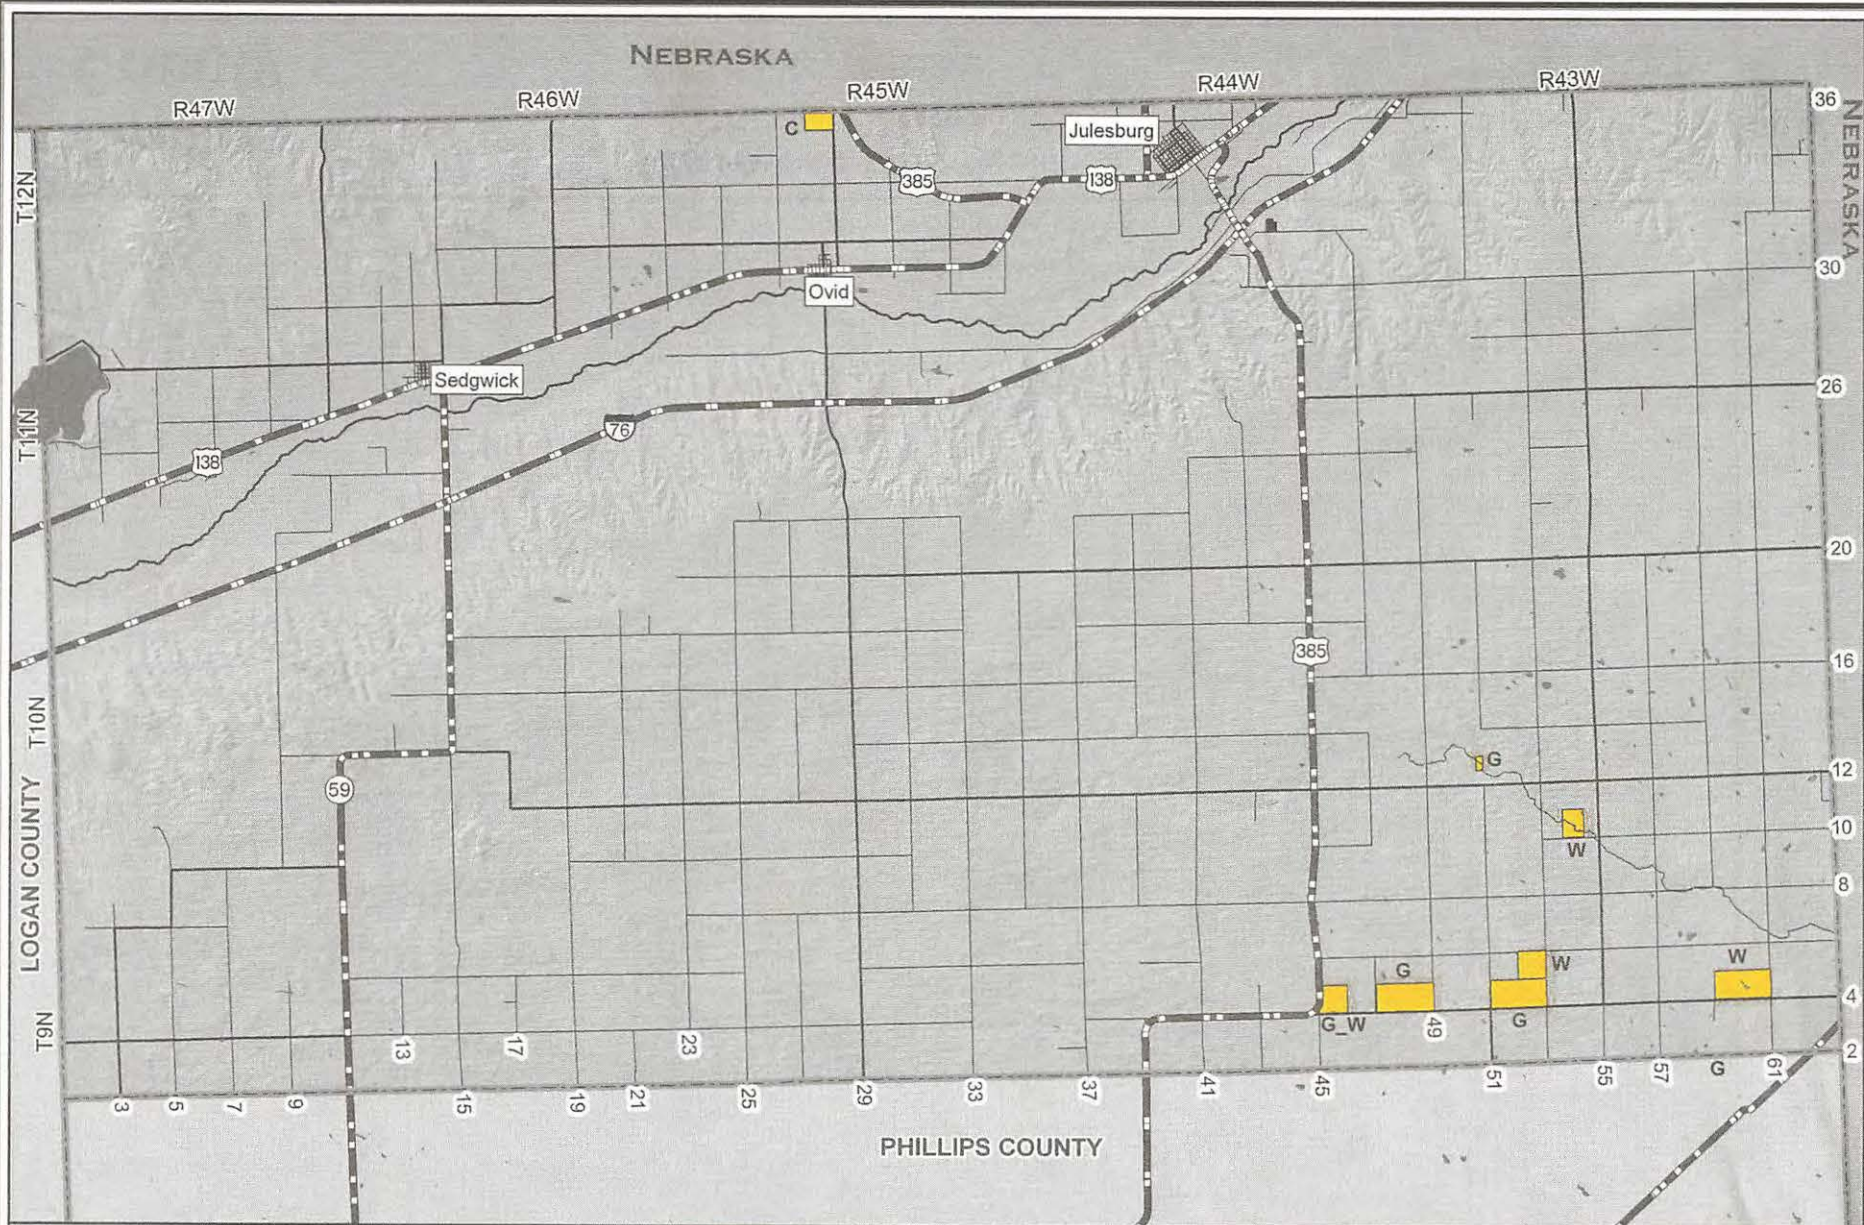 NEBRASKA
R47W
R46W
R45W
R44W
R43W
36
NEBRASKA
C
Julesburg
T12N
385
138
30
Ovid
Sedgwick
26
T11N
76
138
20
385
16
T10N
G
12
59
10
W
LOGAN COUNTY
8
W
G
W
4
G_W
49
G
T9N
13
17
23
2
G
3
5
7
9
15
19
21
25
29
33
37
41
45
51
55
57
61
PHILLIPS COUNTY